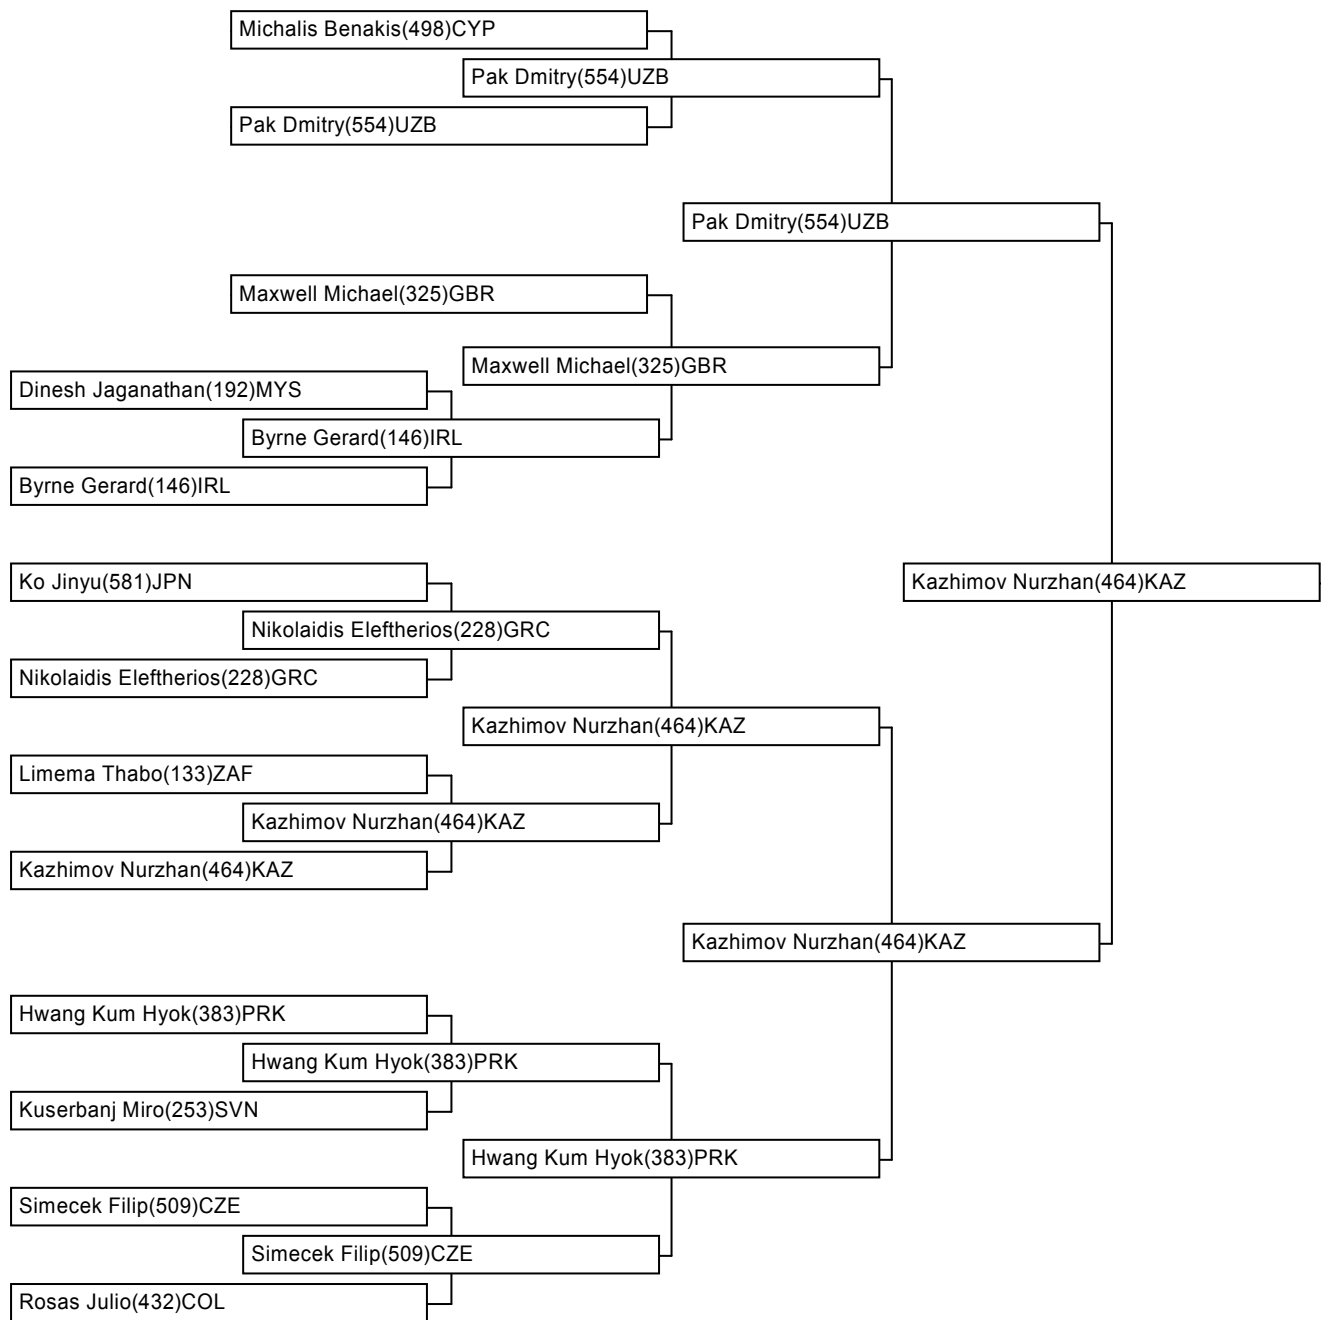 Michalis Benakis(498)CYP
Pak Dmitry(554)UZB
Pak Dmitry(554)UZB
Pak Dmitry(554)UZB
Maxwell Michael(325)GBR
Maxwell Michael(325)GBR
Dinesh Jaganathan(192)MYS
Byrne Gerard(146)IRL
Byrne Gerard(146)IRL
Ko Jinyu(581)JPN
Kazhimov Nurzhan(464)KAZ
Nikolaidis Eleftherios(228)GRC
Nikolaidis Eleftherios(228)GRC
Kazhimov Nurzhan(464)KAZ
Limema Thabo(133)ZAF
Kazhimov Nurzhan(464)KAZ
Kazhimov Nurzhan(464)KAZ
Kazhimov Nurzhan(464)KAZ
Hwang Kum Hyok(383)PRK
Hwang Kum Hyok(383)PRK
Kuserbanj Miro(253)SVN
Hwang Kum Hyok(383)PRK
Simecek Filip(509)CZE
Simecek Filip(509)CZE
Rosas Julio(432)COL